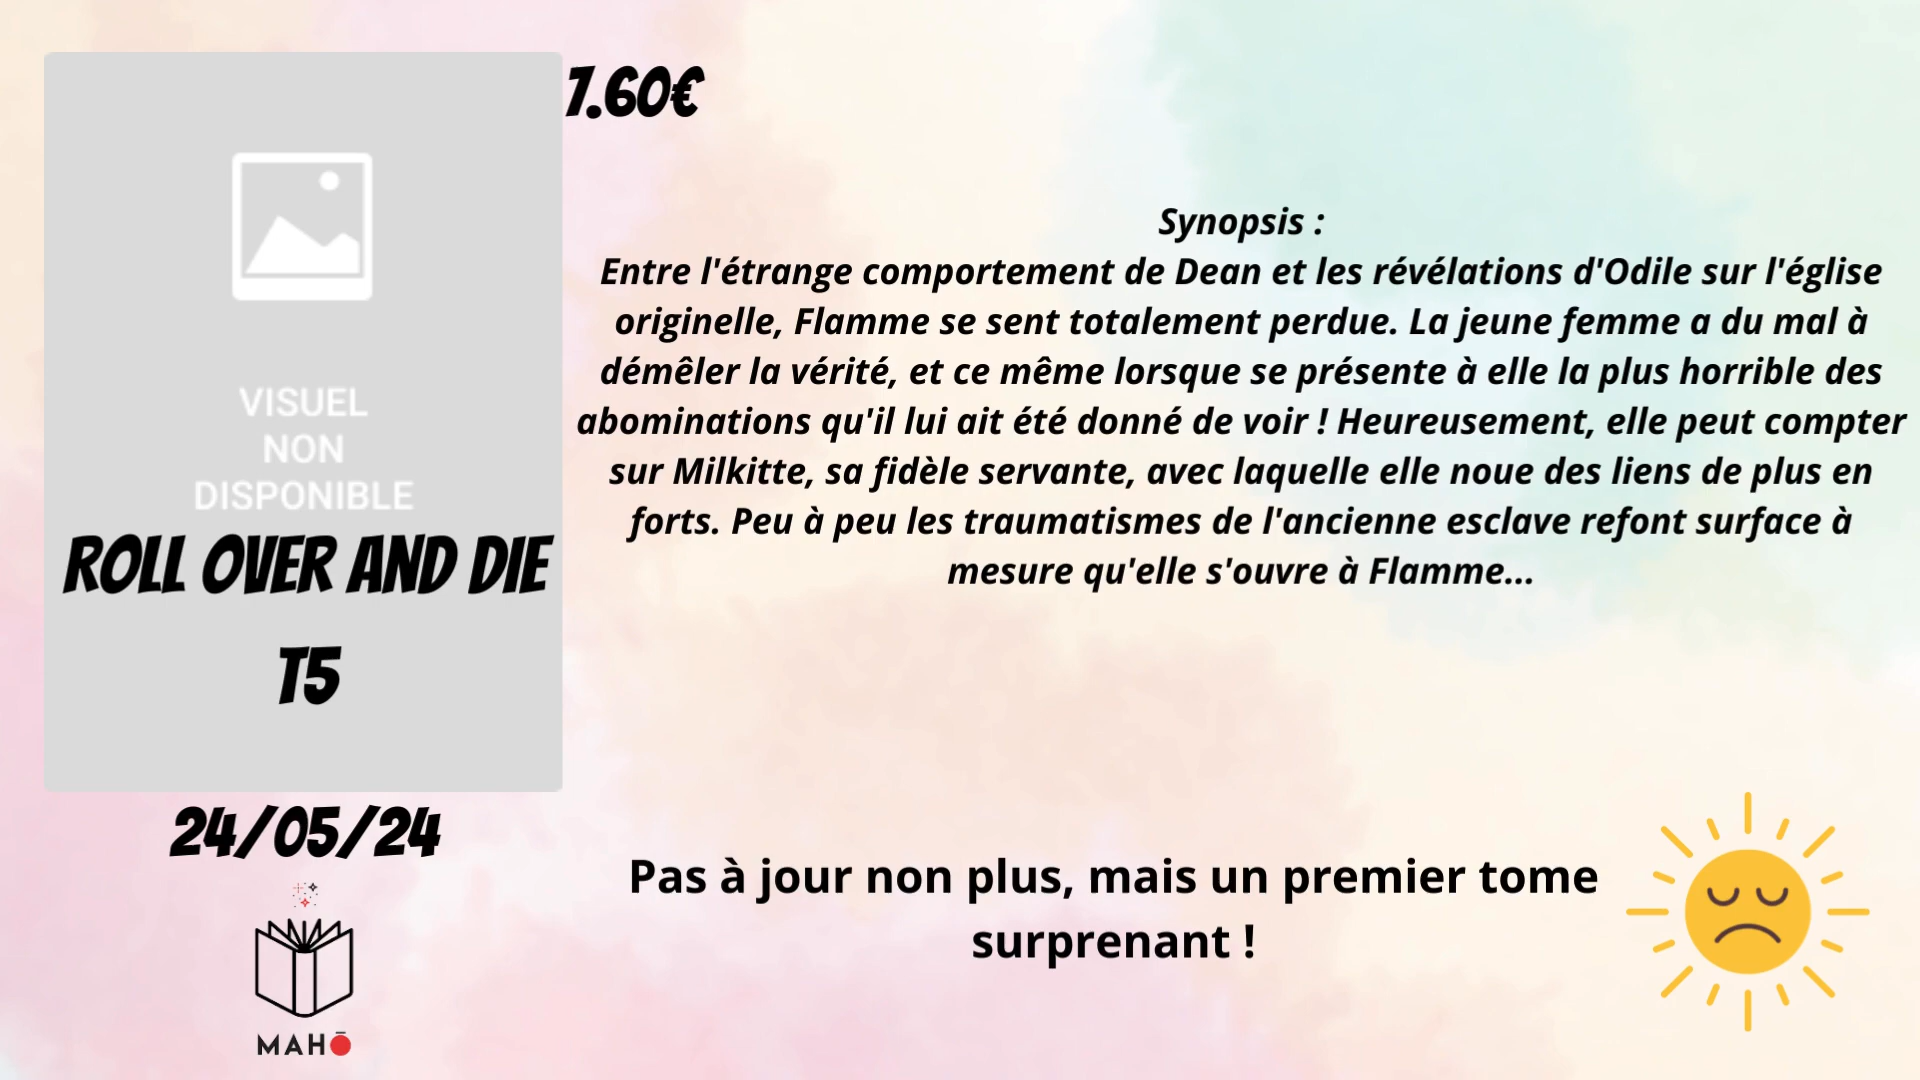 7.60€
VISUEL
NON
DISPONIBLE
ROLL OVER AND DIE
T5
24/05/24
MAHŌ
Synopsis :
Entre l'étrange comportement de Dean et les révélations d'Odile sur l'église
originelle, Flamme se sent totalement perdue. La jeune femme a du mal à
démêler la vérité, et ce même lorsque se présente à elle la plus horrible des
abominations qu'il lui ait été donné de voir ! Heureusement, elle peut compter
sur Milkitte, sa fidèle servante, avec laquelle elle noue des liens de plus en
forts. Peu à peu les traumatismes de l'ancienne esclave refont surface à
mesure qu'elle s'ouvre à Flamme...
Pas à jour non plus, mais un premier tome
surprenant !